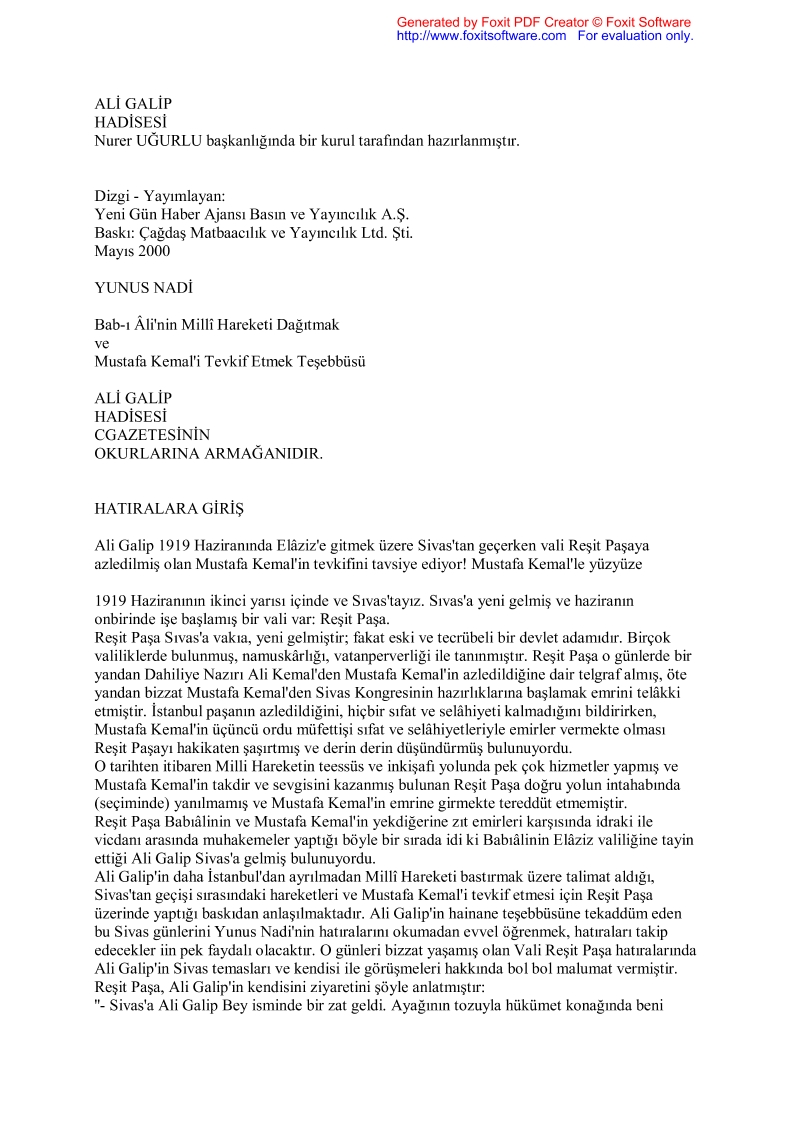 Generated by Foxit PDF Creator © Foxit Software
http://www.foxitsoftware.com For evaluation only.
ALİ GALİP
HADİSESİ
Nurer UĞURLU başkanlığında bir kurul tarafından hazırlanmıştır.
Dizgi - Yayımlayan:
Yeni Gün Haber Ajansı Basın ve Yayıncılık A.Ş.
Baskı: Çağdaş Matbaacılık ve Yayıncılık Ltd. Şti.
Mayıs 2000
YUNUS NADİ
Bab-ı Âli'nin Millî Hareketi Dağıtmak
ve
Mustafa Kemal'i Tevkif Etmek Teşebbüsü
ALİ GALİP
HADİSESİ
CGAZETESİNİN
OKURLARINA ARMAĞANIDIR.
HATIRALARA GİRİŞ
Ali Galip 1919 Haziranında Elâziz'e gitmek üzere Sivas'tan geçerken vali Reşit Paşaya
azledilmiş olan Mustafa Kemal'in tevkifini tavsiye ediyor! Mustafa Kemal'le yüzyüze
1919 Haziranının ikinci yarısı içinde ve Sıvas'tayız. Sıvas'a yeni gelmiş ve haziranın
onbirinde işe başlamış bir vali var: Reşit Paşa.
Reşit Paşa Sıvas'a vakıa, yeni gelmiştir; fakat eski ve tecrübeli bir devlet adamıdır. Birçok
valiliklerde bulunmuş, namuskârlığı, vatanperverliği ile tanınmıştır. Reşit Paşa o günlerde bir
yandan Dahiliye Nazırı Ali Kemal'den Mustafa Kemal'in azledildiğine dair telgraf almış, öte
yandan bizzat Mustafa Kemal'den Sivas Kongresinin hazırlıklarına başlamak emrini telâkki
etmiştir. İstanbul paşanın azledildiğini, hiçbir sıfat ve selâhiyeti kalmadığını bildirirken,
Mustafa Kemal'in üçüncü ordu müfettişi sıfat ve selâhiyetleriyle emirler vermekte olması
Reşit Paşayı hakikaten şaşırtmış ve derin derin düşündürmüş bulunuyordu.
O tarihten itibaren Milli Hareketin teessüs ve inkişafı yolunda pek çok hizmetler yapmış ve
Mustafa Kemal'in takdir ve sevgisini kazanmış bulunan Reşit Paşa doğru yolun intahabında
(seçiminde) yanılmamış ve Mustafa Kemal'in emrine girmekte tereddüt etmemiştir.
Reşit Paşa Babıâlinin ve Mustafa Kemal'in yekdiğerine zıt emirleri karşısında idraki ile
vicdanı arasında muhakemeler yaptığı böyle bir sırada idi ki Babıâlinin Elâziz valiliğine tayin
ettiği Ali Galip Sivas'a gelmiş bulunuyordu.
Ali Galip'in daha İstanbul'dan ayrılmadan Millî Hareketi bastırmak üzere talimat aldığı,
Sivas'tan geçişi sırasındaki hareketleri ve Mustafa Kemal'i tevkif etmesi için Reşit Paşa
üzerinde yaptığı baskıdan anlaşılmaktadır. Ali Galip'in hainane teşebbüsüne tekaddüm eden
bu Sivas günlerini Yunus Nadi'nin hatıralarını okumadan evvel öğrenmek, hatıraları takip
edecekler iin pek faydalı olacaktır. O günleri bizzat yaşamış olan Vali Reşit Paşa hatıralarında
Ali Galip'in Sivas temasları ve kendisi ile görüşmeleri hakkında bol bol malumat vermiştir.
Reşit Paşa, Ali Galip'in kendisini ziyaretini şöyle anlatmıştır:
"- Sivas'a Ali Galip Bey isminde bir zat geldi. Ayağının tozuyla hükümet konağında beni